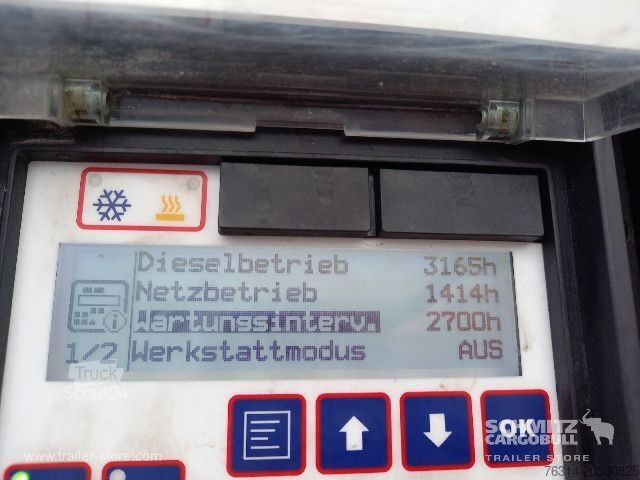 Dieselbetrieb 3165h
Netzbetrieb 1414h
Wartungsinterv. 2700h
1/2 Werkstattmodus AUS
Truck
Scout24
OK
SCHMITZ
CARGOBULL
TRAILER STORE
www.trailer-store.com